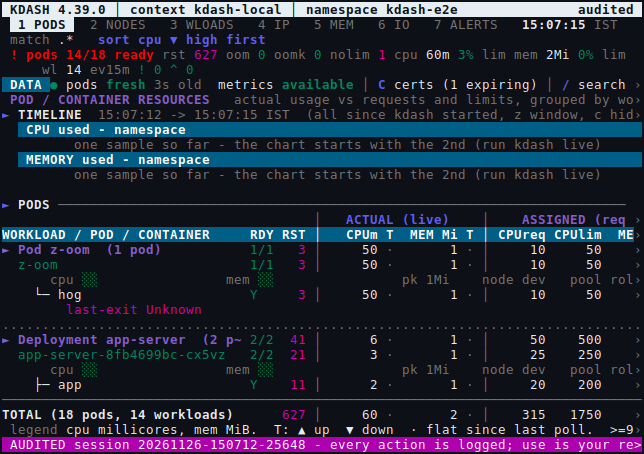 KDASH 4.39.0 │ context kdash-local │ namespace kdash-e2e audited
1 PODS 2 NODES 3 WLOADS 4 IP 5 MEM 6 IO 7 ALERTS 15:07:15 IST
match .* sort cpu ▼ high first
! pods 14/18 ready rst 627 oom 0 oomk 0 nolim 1 cpu 60m 3% lim mem 2Mi 0% lim
wl 14 ev15m ! 0 ^ 0
DATA ● pods fresh 3s old metrics available │ C certs (1 expiring) │ / search ›
POD / CONTAINER RESOURCES actual usage vs requests and limits, grouped by wo›
► TIMELINE 15:07:12 -> 15:07:15 IST (all since kdash started, z window, c hid›
CPU used - namespace
one sample so far - the chart starts with the 2nd (run kdash live)
MEMORY used - namespace
one sample so far - the chart starts with the 2nd (run kdash live)
► PODS
│ ACTUAL (live) │ ASSIGNED (req ›
WORKLOAD / POD / CONTAINER RDY RST │ CPUm T MEM Mi T │ CPUreq CPUlim ME›
► Pod z-oom (1 pod) 1/1 3 │ 50 · 1 · │ 10 50 ›
z-oom 1/1 3 │ 50 · 1 · │ 10 50 ›
cpu ░░ mem ░░ pk 1Mi node dev pool rol›
└─ hog Y 3 │ 50 · 1 · │ 10 50 ›
last-exit Unknown
► Deployment app-server (2 p~ 2/2 41 │ 6 · 1 · │ 50 500 ›
app-server-8fb4699bc-cx5vz 2/2 21 │ 3 · 1 · │ 25 250 ›
cpu ░░ mem ░░ pk 1Mi node dev pool rol›
├─ app Y 11 │ 2 · 1 · │ 20 200 ›
TOTAL (18 pods, 14 workloads) 627 │ 60 · 2 · │ 315 1750 ›
legend cpu millicores, mem MiB. T: ▲ up ▼ down · flat since last poll. >=9›
AUDITED session 20261126-150712-25648 - every action is logged; use is your re>